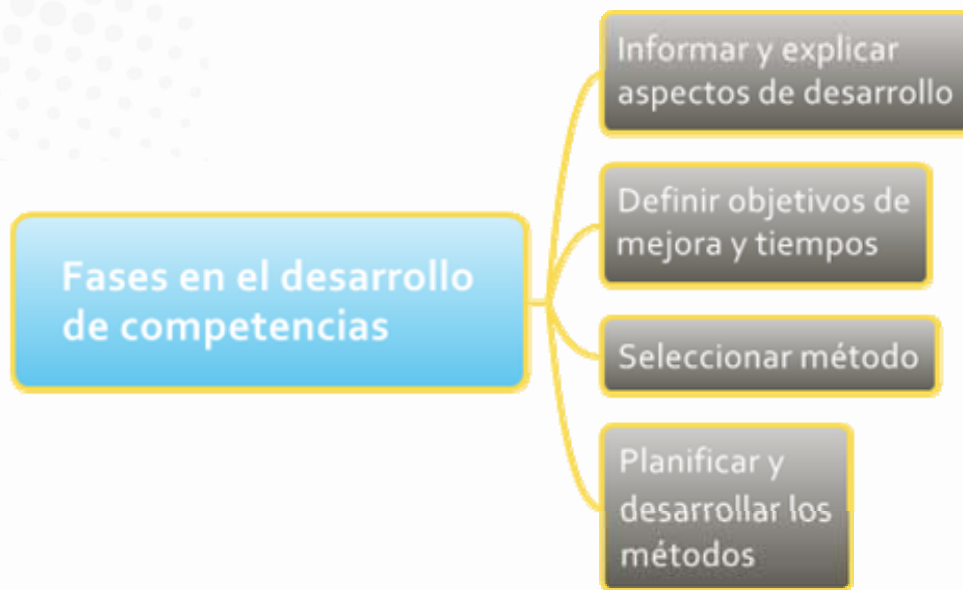 Fases en el desarrollo
de competencias
Informar y explicar
aspectos de desarrollo
Definir objetivos de
mejora y tiempos
Seleccionar método
Planificar y
desarrollar los
métodos